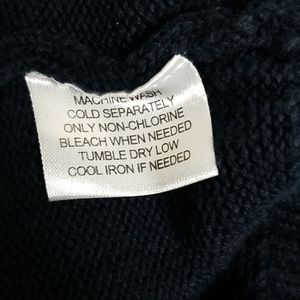 MACHINE WASH
COLD SEPARATELY
ONLY NON-CHLORINE
BLEACH WHEN NEEDED
TUMBLE DRY LOW
COOL IRON IF NEEDED